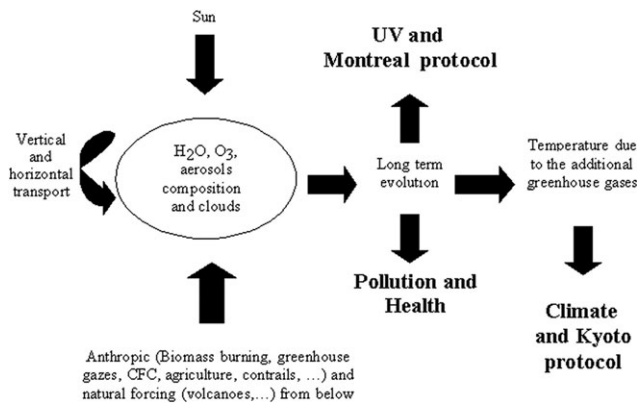 Sun
UV and
Montreal protocol
Vertical
and
horizontal
transport
H2O, O3,
aerosols
composition
and clouds
Long term
evolution
Temperature due
to the additional
greenhouse gases
Pollution and
Health
Climate
and Kyoto
protocol
Anthropic (Biomass burning, greenhouse
gazes, CFC, agriculture, contrails, ...) and
natural forcing (volcanoes,...) from below